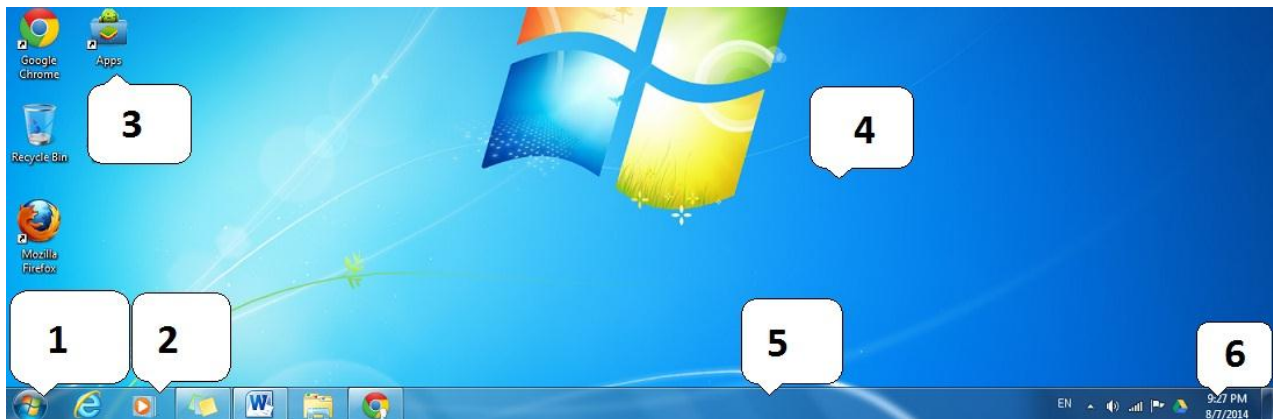 Google
Chrome
Apps
3
4
Recycle Bin
Mozilla
Firefox
1
2
5
6
W
EN
9:27 PM
8/7/2014